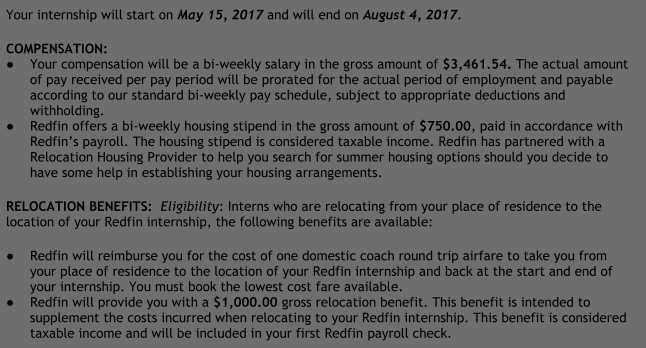 Your internship will start on May 15, 2017 and will end on August 4, 2017.
COMPENSATION:
● Your compensation will be a bi-weekly salary in the gross amount of $3,461.54. The actual amount
of pay received per pay period will be prorated for the actual period of employment and payable
according to our standard bi-weekly pay schedule, subject to appropriate deductions and
withholding.
● Redfin offers a bi-weekly housing stipend in the gross amount of $750.00, paid in accordance with
Redfin's payroll. The housing stipend is considered taxable income. Redfin has partnered with a
Relocation Housing Provider to help you search for summer housing options should you decide to
have some help in establishing your housing arrangements.
RELOCATION BENEFITS: Eligibility: Interns who are relocating from your place of residence to the
location of your Redfin internship, the following benefits are available:
● Redfin will reimburse you for the cost of one domestic coach round trip airfare to take you from
your place of residence to the location of your Redfin internship and back at the start and end of
your internship. You must book the lowest cost fare available.
● Redfin will provide you with a $1,000.00 gross relocation benefit. This benefit is intended to
supplement the costs incurred when relocating to your Redfin internship. This benefit is considered
taxable income and will be included in your first Redfin payroll check.